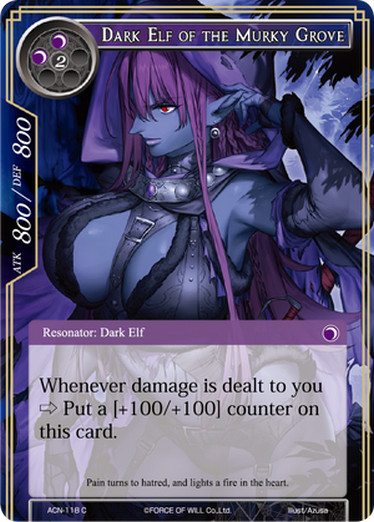 DARK ELF OF THE MURKY GROVE
2
ATK 800 / DEF 800
Resonator: Dark Elf
Whenever damage is dealt to you
⇨ Put a [+100/+100] counter on
this card.
Pain turns to hatred, and lights a fire in the heart.
ACN-118 C ©FORCE OF WILL Co.,Ltd. Illust/Azusa